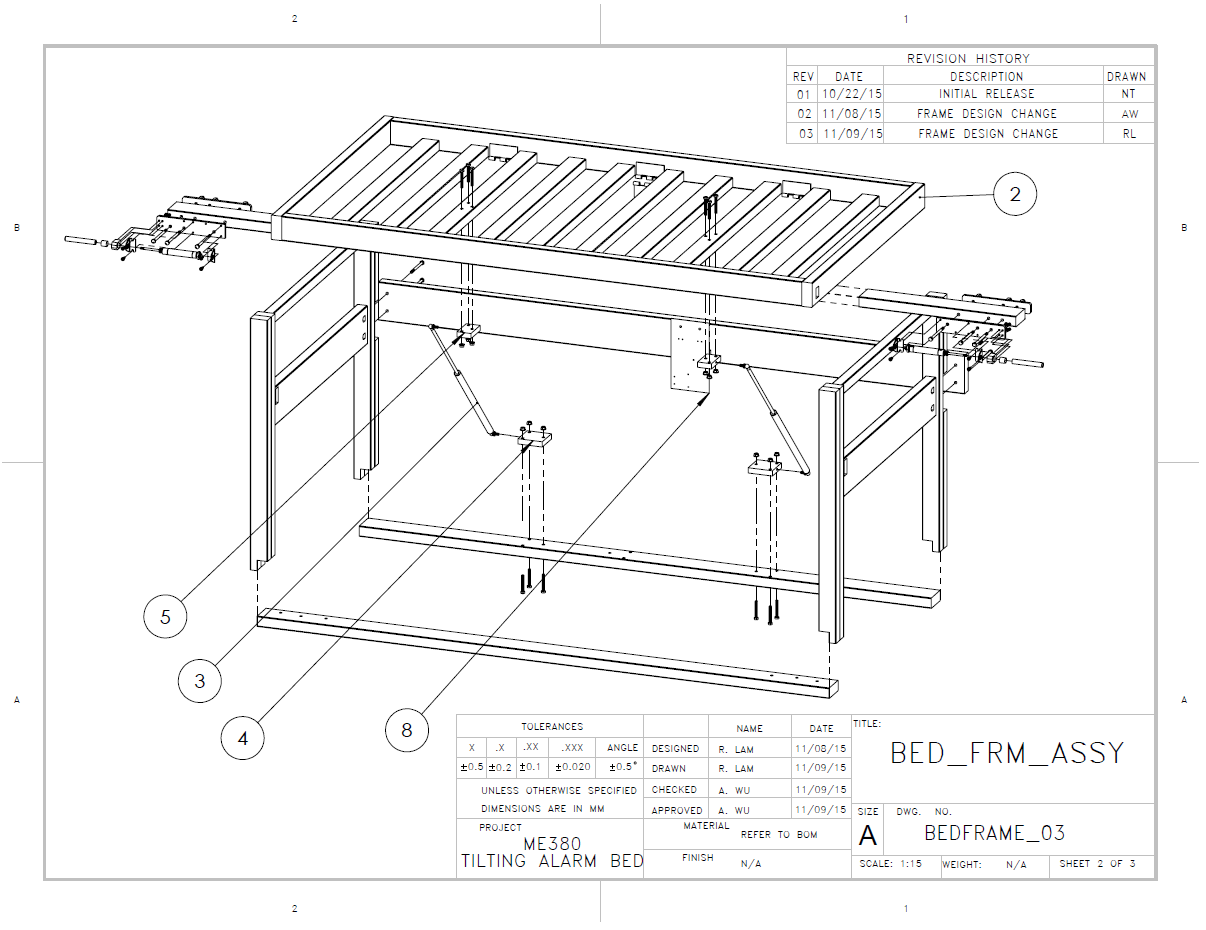 2 1
REVISION HISTORY
REV DATE DESCRIPTION DRAWN
01 10/22/15 INITIAL RELEASE NT
02 11/08/15 FRAME DESIGN CHANGE AW
03 11/09/15 FRAME DESIGN CHANGE RL
2
B B
5
3
4
8
A A
TOLERANCES NAME DATE TITLE:
X .X .XX .XXX ANGLE DESIGNED R. LAM 11/08/15 BED_FRM_ASSY
±0.5 ±0.2 ±0.1 ±0.020 ±0.5° DRAWN R. LAM 11/09/15
UNLESS OTHERWISE SPECIFIED CHECKED A. WU 11/09/15
DIMENSIONS ARE IN MM APPROVED A. WU 11/09/15 SIZE DWG. NO.
PROJECT MATERIAL REFER TO BOM A BEDFRAME_03
ME380
TILTING ALARM BED FINISH N/A SCALE: 1:15 WEIGHT: N/A SHEET 2 OF 3
2 1